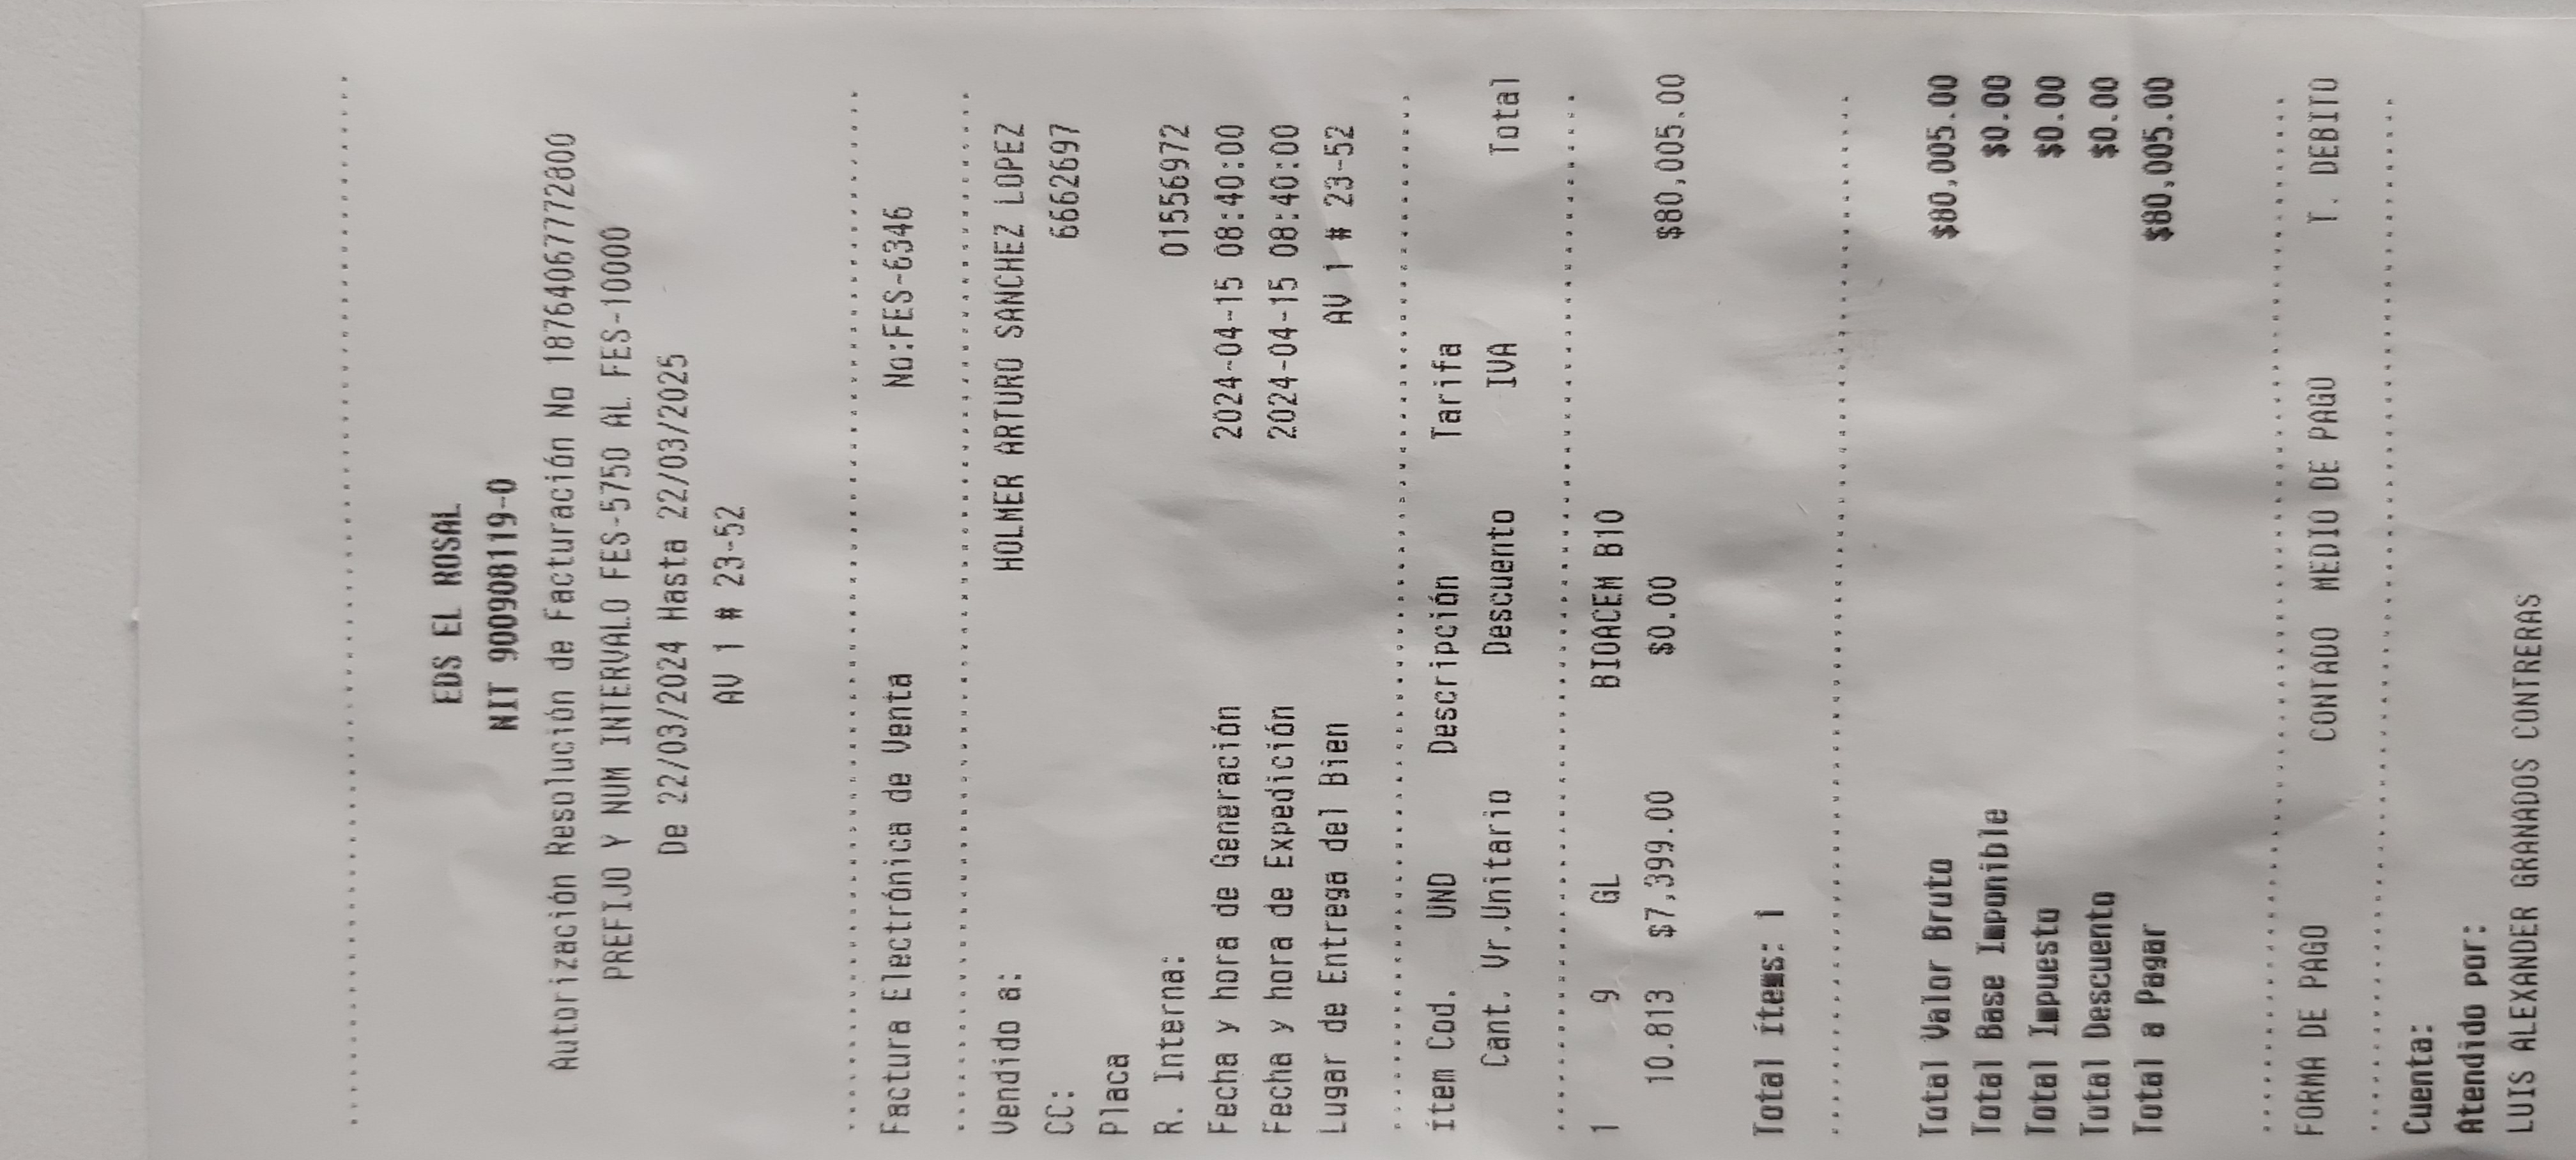 EDS EL ROSAL
NIT 900908119-0
Autorización Resolución de Facturación No 18764067772800
PREFIJO Y NUM INTERVALO FES-5750 AL FES-10000
De 22/03/2024 Hasta 22/03/2025
AV 1 # 23-52
Factura Electrónica de Venta No:FES-6346
Vendido a: HOLMER ARTURO SANCHEZ LOPEZ
CC: 6662697
Placa
R. Interna: 01556972
Fecha y hora de Generación 2024-04-15 08:40:00
Fecha y hora de Expedición 2024-04-15 08:40:00
Lugar de Entrega del Bien AV 1 # 23-52
Ítem Cod. UND Descripción Tarifa
Cant. Vr.Unitario Descuento IVA Total
1 9 GL BIOACEM B10
10.813 $7,399.00 $0.00 $80,005.00
Total ítems: 1
Total Valor Bruto $80,005.00
Total Base Imponible $0.00
Total Impuesto $0.00
Total Descuento $0.00
Total a Pagar $80,005.00
FORMA DE PAGO CONTADO MEDIO DE PAGO T. DEBITO
Cuenta:
Atendido por:
LUIS ALEXANDER GRANADOS CONTRERAS